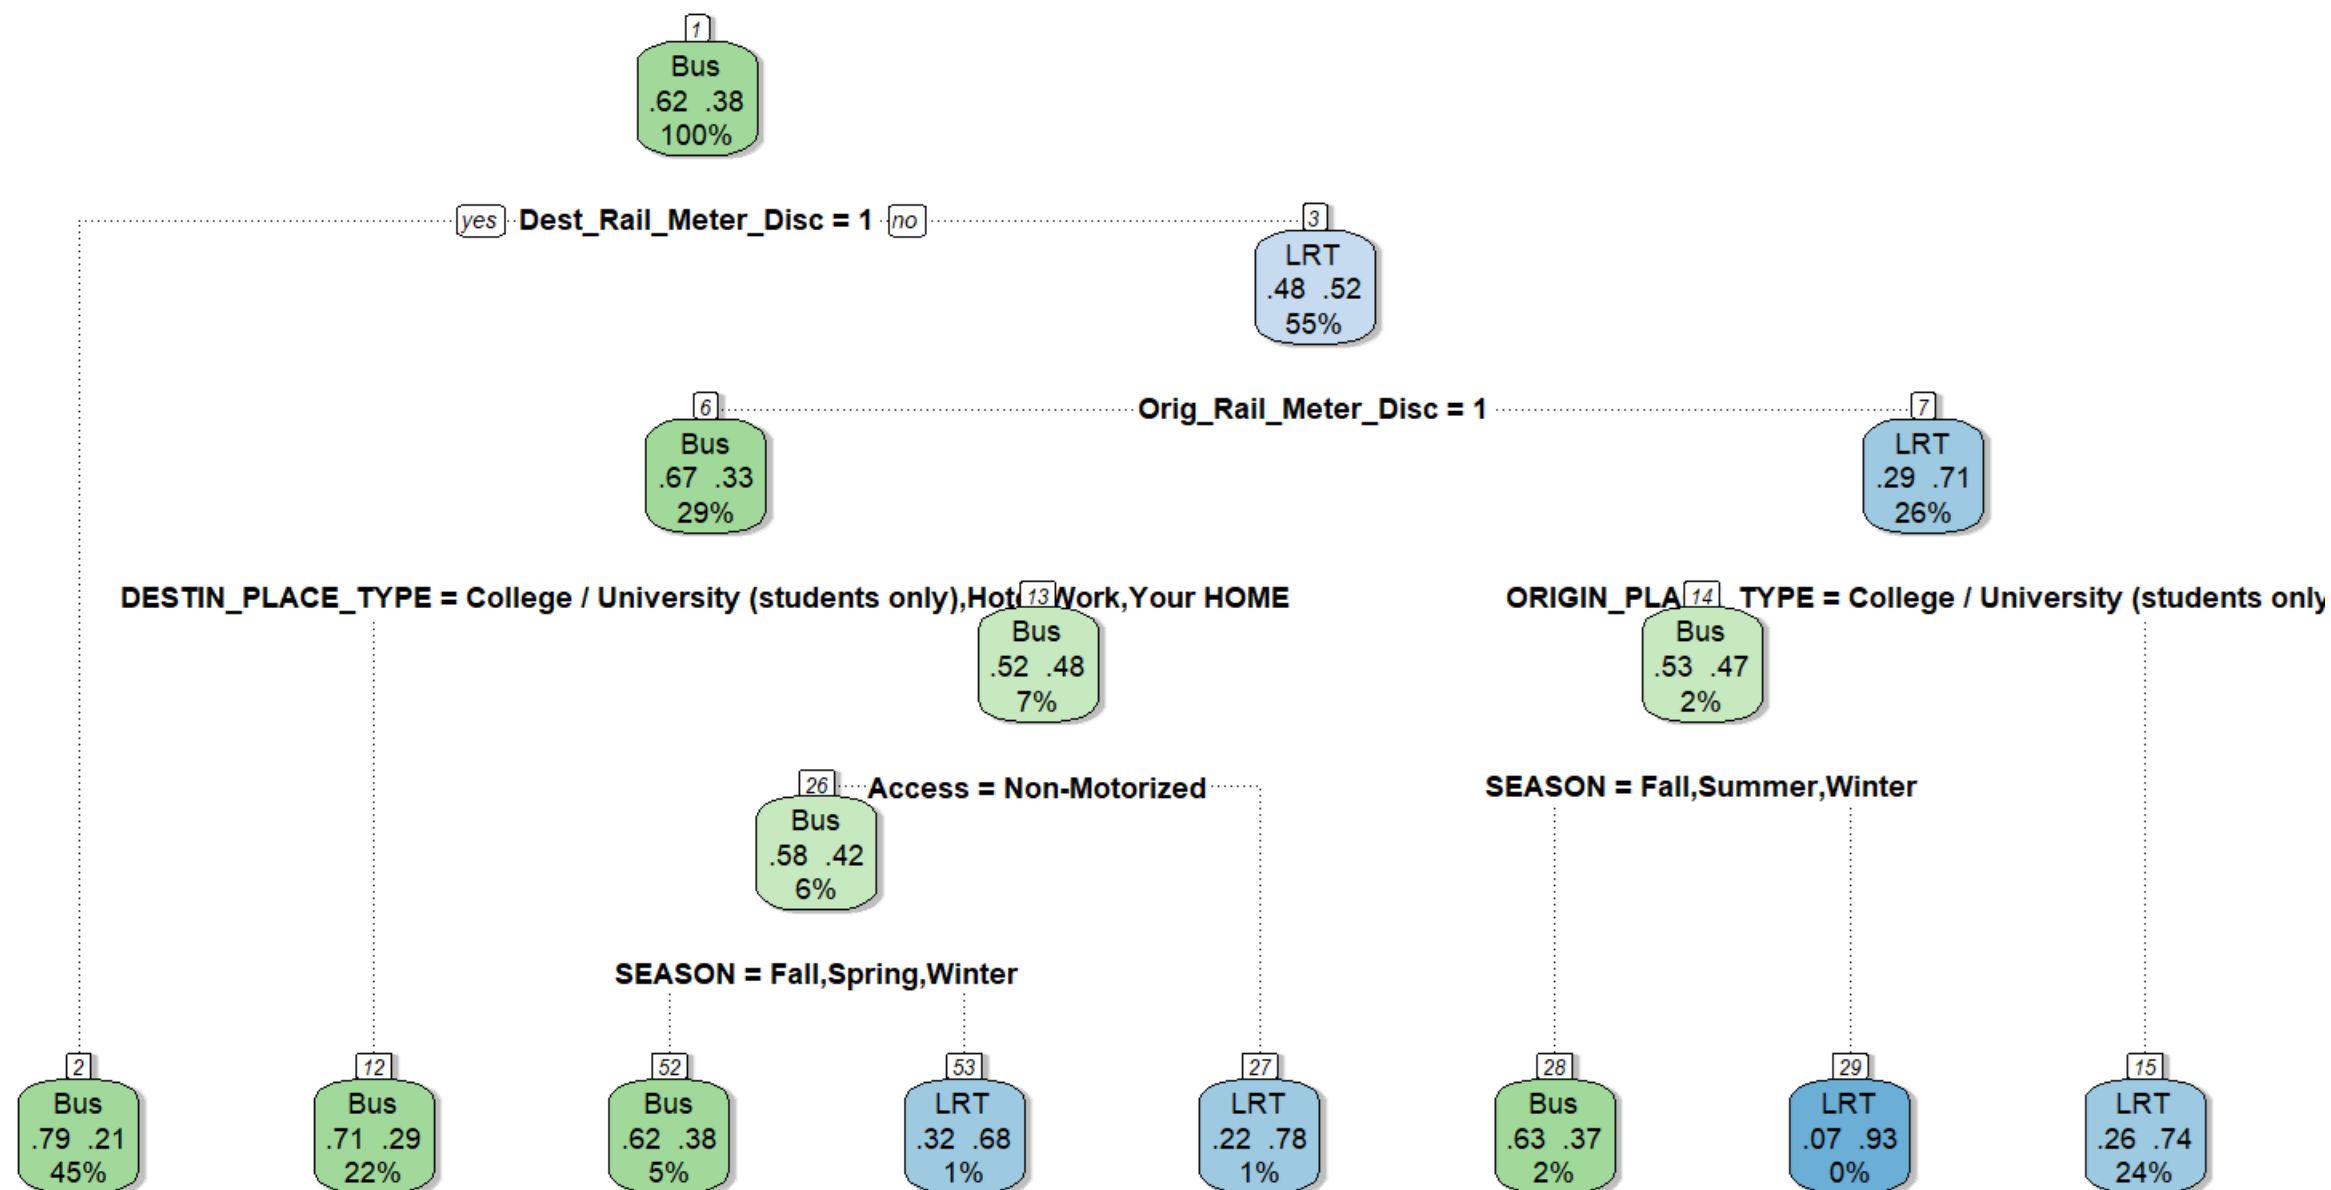 1
Bus
.62 .38
100%
yes Dest_Rail_Meter_Disc = 1 no
3
LRT
.48 .52
55%
6
Orig_Rail_Meter_Disc = 1
7
Bus
.67 .33
29%
LRT
.29 .71
26%
DESTIN_PLACE_TYPE = College / University (students only),Hot Work,Your HOME
13
ORIGIN_PLA TYPE = College / University (students only
14
Bus
.52 .48
7%
Bus
.53 .47
2%
26
Access = Non-Motorized
SEASON = Fall,Summer,Winter
Bus
.58 .42
6%
SEASON = Fall,Spring,Winter
2
Bus
.79 .21
45%
12
Bus
.71 .29
22%
52
Bus
.62 .38
5%
53
LRT
.32 .68
1%
27
LRT
.22 .78
1%
28
Bus
.63 .37
2%
29
LRT
.07 .93
0%
15
LRT
.26 .74
24%